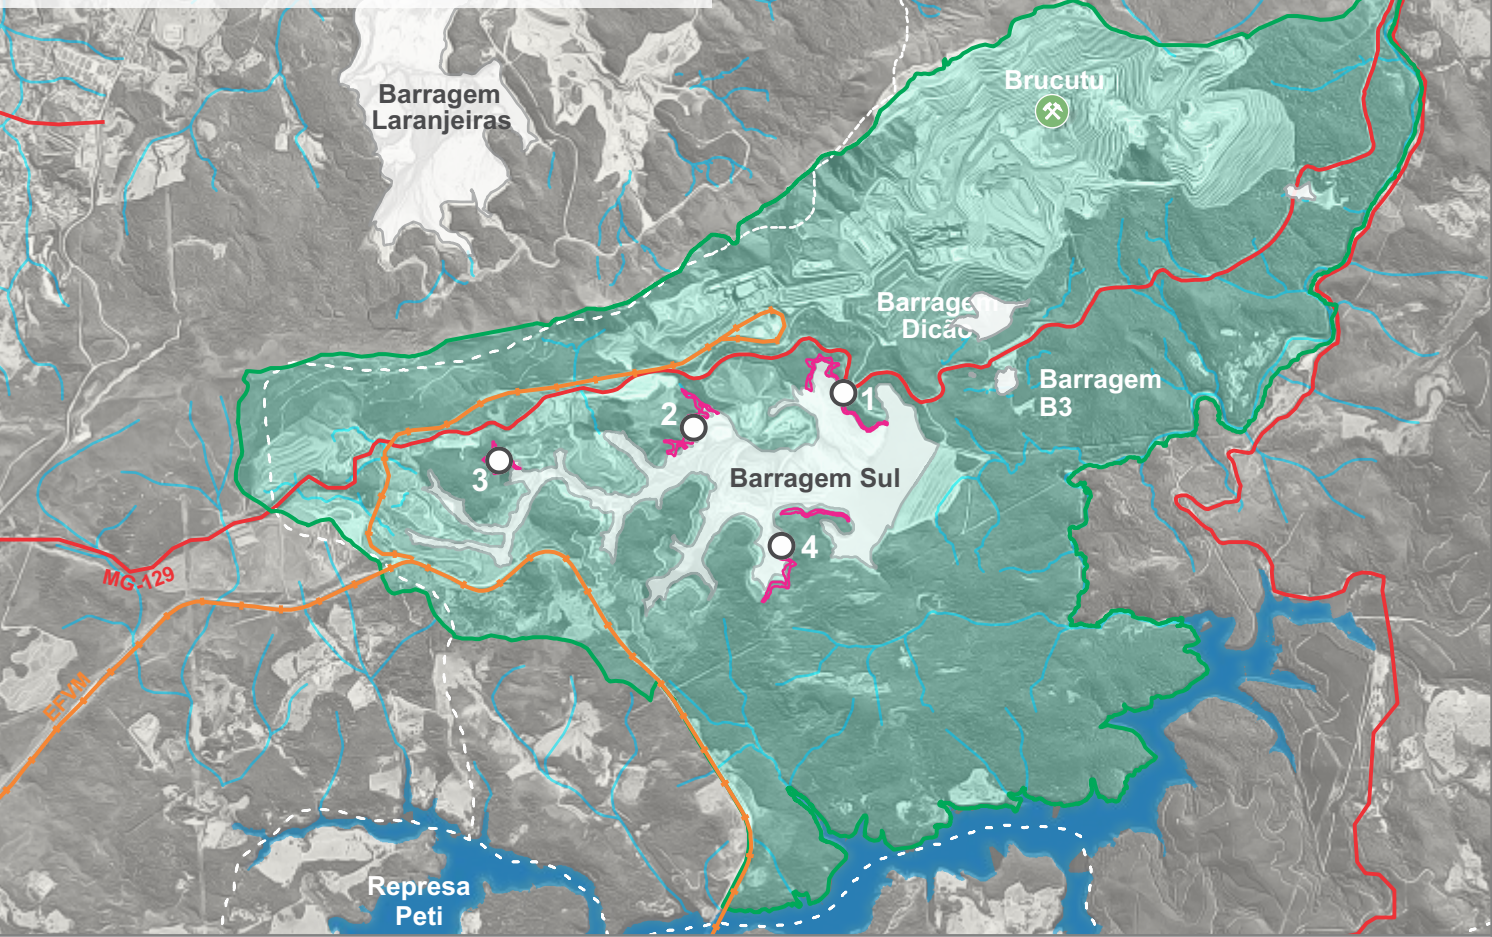 Brucutu
Barragem
Laranjeiras
Barragem
Dicão
Barragem
B3
1
2
3
Barragem Sul
4
MG-129
EFVM
Represa
Peti